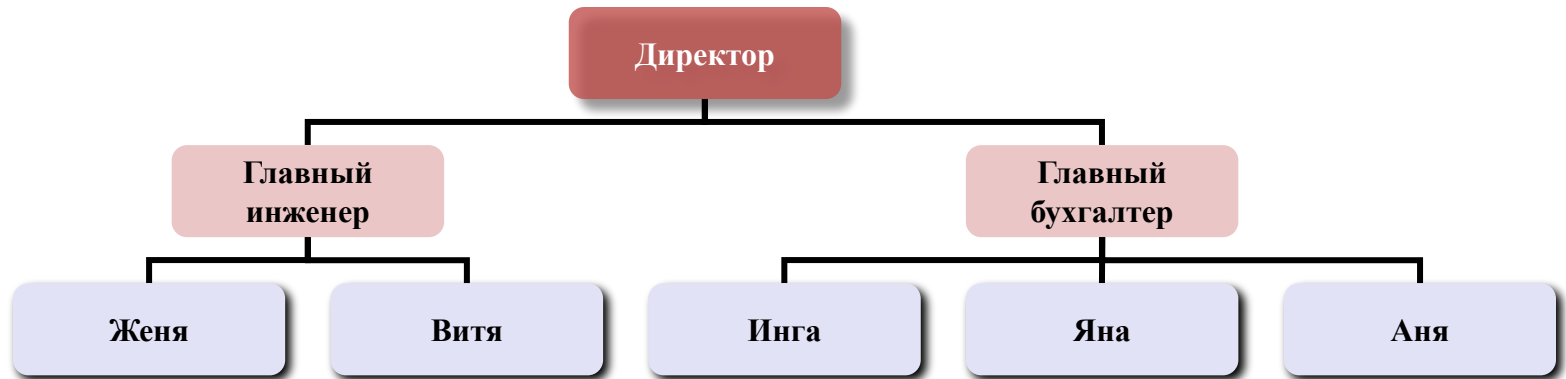 Директор
Главный
инженер
Главный
бухгалтер
Женя
Витя
Инга
Яна
Аня